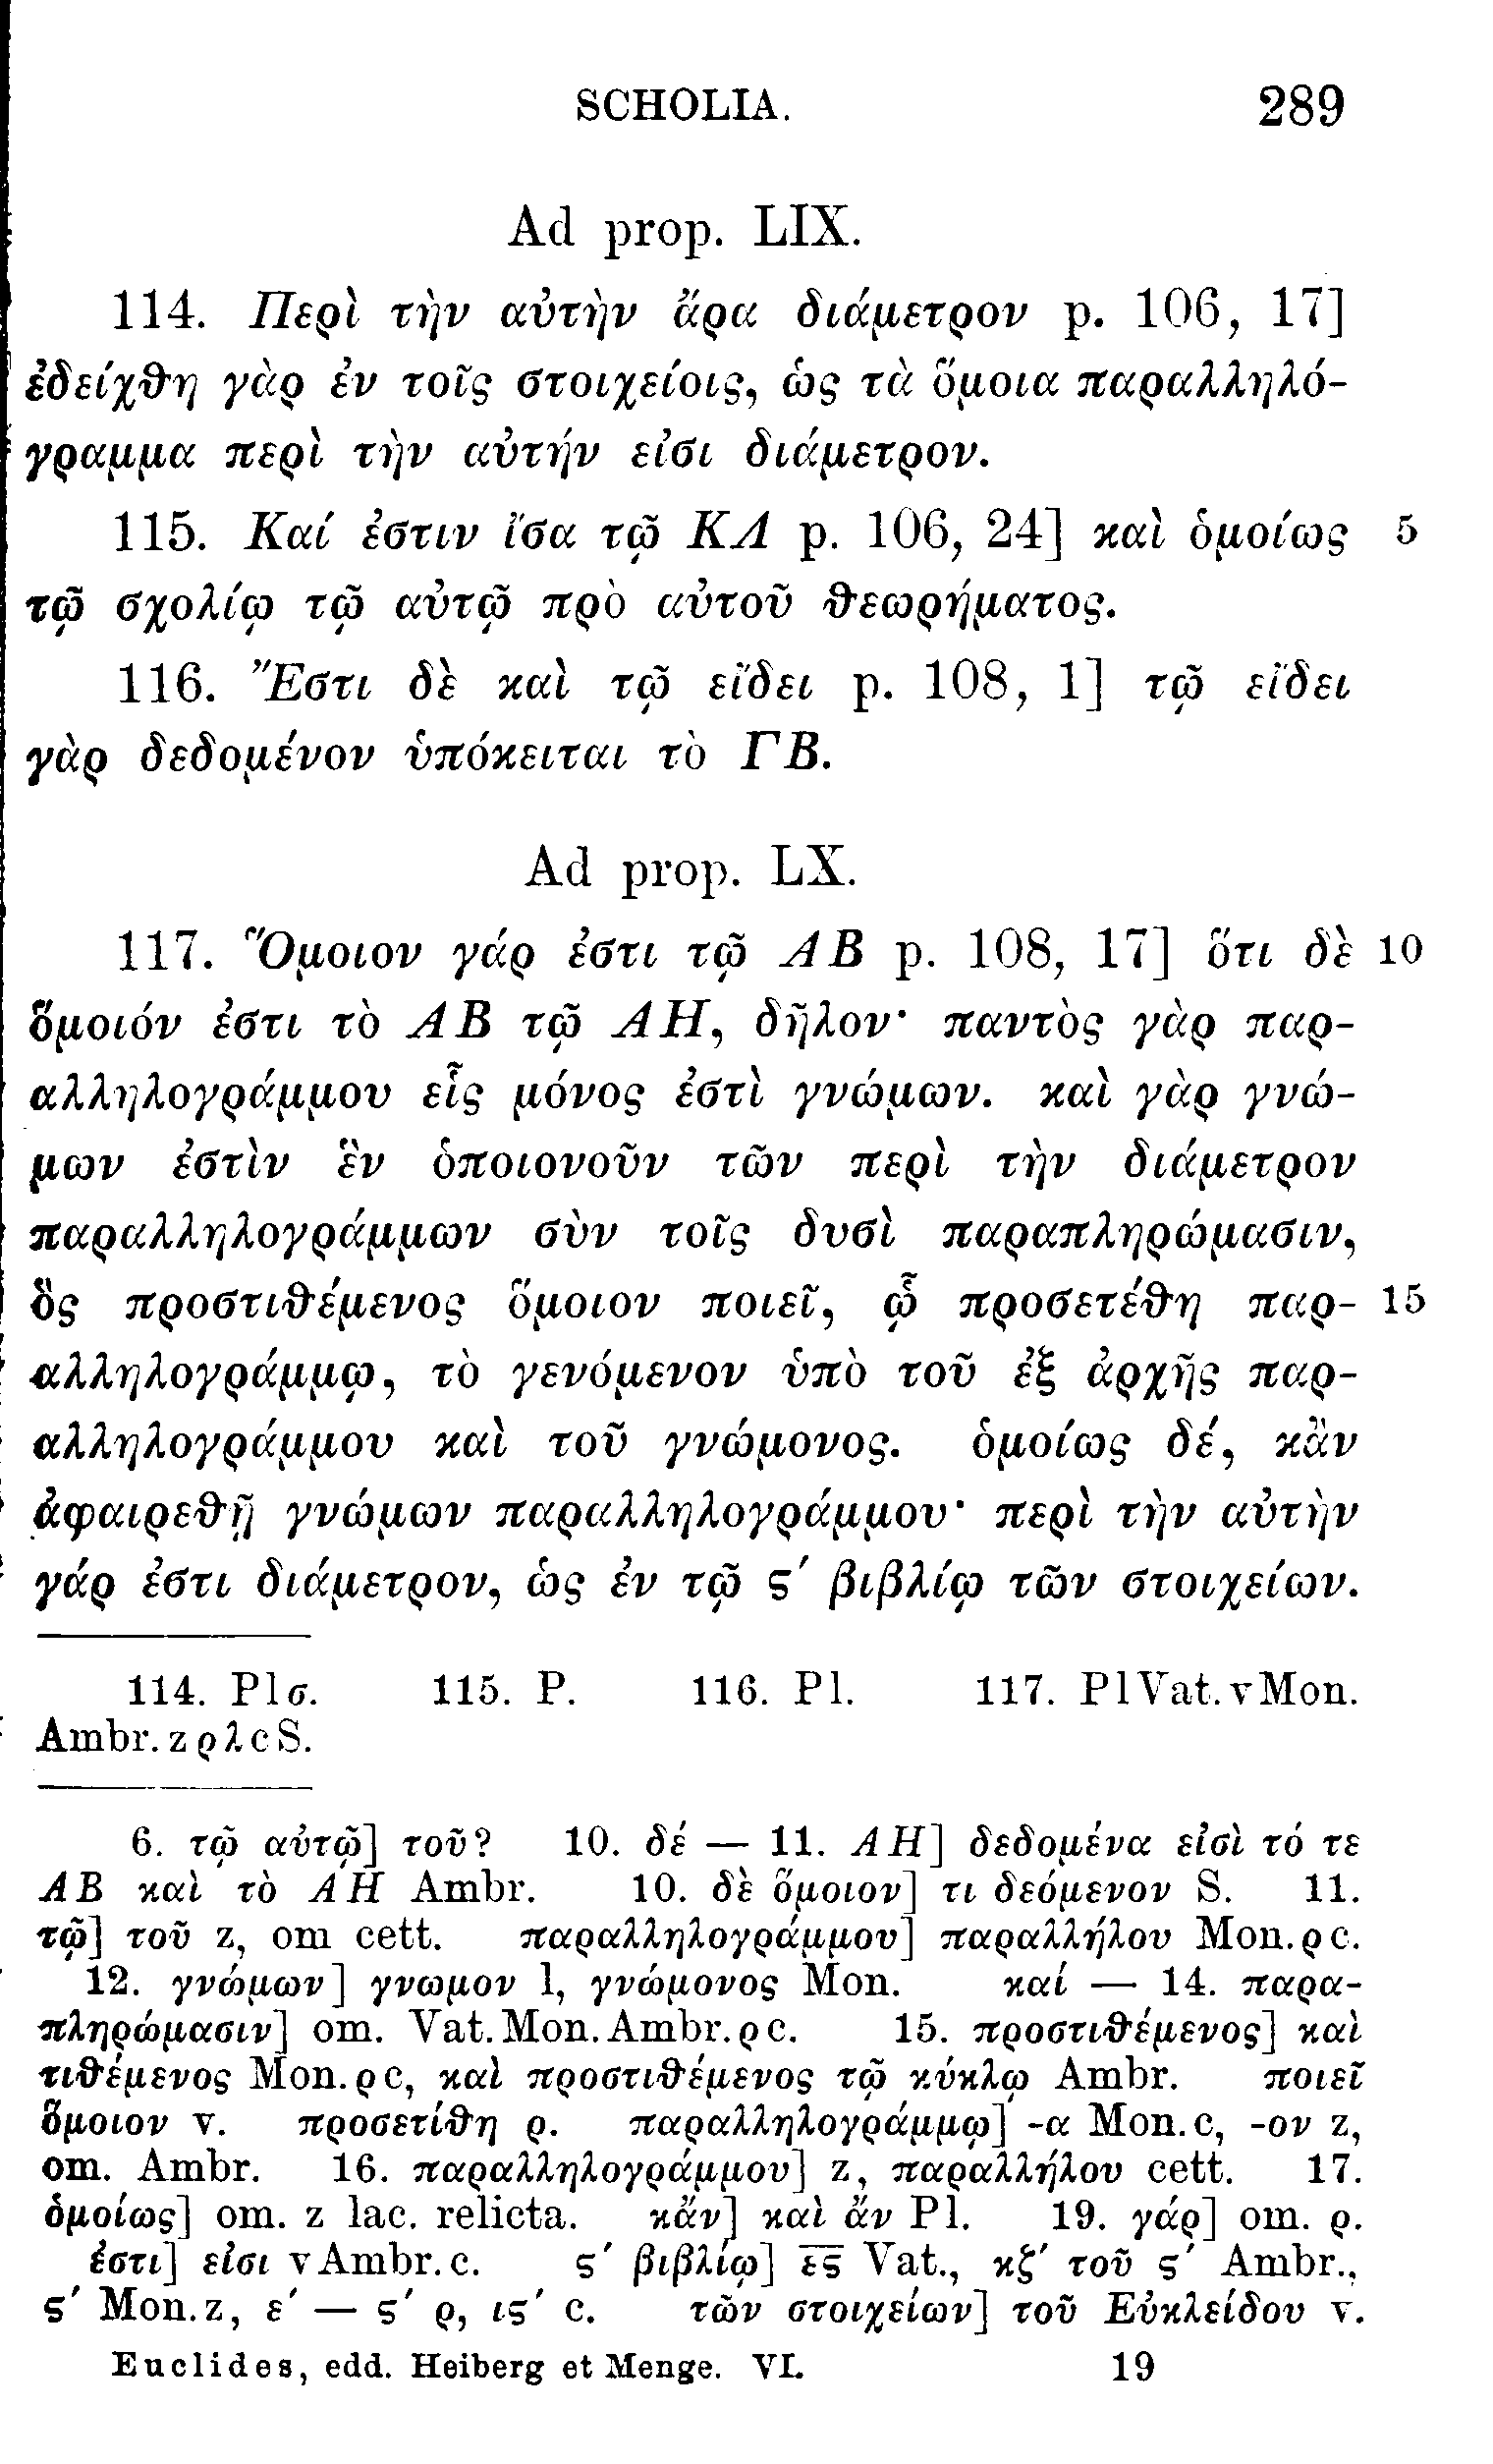 SCHOLIA. 289
Ad prop. LIX.
114. Περὶ τὴν αὐτὴν ἄρα διάμετρον p. 106, 17]
ἐδείχθη γὰρ ἐν τοῖς στοιχείοις, ὡς τὰ ὅμοια παραλληλό-
γραμμα περὶ τὴν αὐτήν εἰσι διάμετρον.
115. Καί ἐστιν ἴσα τῷ ΚΛ p. 106, 24] καὶ ὁμοίως 5
τῷ σχολίῳ τῷ αὐτῷ πρὸ αὐτοῦ θεωρήματος.
116. Ἔστι δὲ καὶ τῷ εἴδει p. 108, 1] τῷ εἴδει
γὰρ δεδομένον ὑπόκειται τὸ ΓΒ.
Ad prop. LX.
117. Ὅμοιον γάρ ἐστι τῷ ΑΒ p. 108, 17] ὅτι δὲ 10
ὅμοιόν ἐστι τὸ ΑΒ τῷ ΑΗ, δῆλον· παντὸς γὰρ παρ-
αλληλογράμμου εἷς μόνος ἐστὶ γνώμων. καὶ γὰρ γνώ-
μων ἐστὶν ἓν ὁποιονοῦν τῶν περὶ τὴν διάμετρον
παραλληλογράμμων σὺν τοῖς δυσὶ παραπληρώμασιν,
ὃς προστιθέμενος ὅμοιον ποιεῖ, ᾧ προσετέθη παρ- 15
αλληλογράμμῳ, τὸ γενόμενον ὑπὸ τοῦ ἐξ ἀρχῆς παρ-
αλληλογράμμου καὶ τοῦ γνώμονος. ὁμοίως δέ, κἂν
ἀφαιρεθῇ γνώμων παραλληλογράμμου· περὶ τὴν αὐτὴν
γάρ ἐστι διάμετρον, ὡς ἐν τῷ ϛ′ βιβλίῳ τῶν στοιχείων.
114. Plσ. 115. P. 116. Pl. 117. PlVat.vMon.
Ambr.zρλcS.
6. τῷ αὐτῷ] τοῦ? 10. δέ — 11. ΑΗ] δεδομένα εἰσὶ τό τε
ΑΒ καὶ τὸ ΑΗ Ambr. 10. δὲ ὅμοιον] τι δεόμενον S. 11.
τῷ] τοῦ z, om cett. παραλληλογράμμου] παραλλήλου Mon.ρc.
12. γνώμων] γνωμον l, γνώμονος Mon. καί — 14. παρα-
πληρώμασιν] om. Vat.Mon.Ambr.ρc. 15. προστιθέμενος] καὶ
τιθέμενος Mon.ρc, καὶ προστιθέμενος τῷ κύκλῳ Ambr. ποιεῖ
ὅμοιον v. προσετίθη ρ. παραλληλογράμμῳ] -α Mon.c, -ον z,
om. Ambr. 16. παραλληλογράμμου] z, παραλλήλου cett. 17.
ὁμοίως] om. z lac. relicta. κἄν] καὶ ἄν Pl. 19. γάρ] om. ρ.
ἐστι] εἰσι vAmbr.c. ϛ′ βιβλίῳ] ε̅ϛ̅ Vat., κξ′ τοῦ ϛ′ Ambr.,
ϛ′ Mon.z, ε′ — ϛ′ ρ, ιϛ′ c. τῶν στοιχείων] τοῦ Εὐκλείδου v.
Euclides, edd. Heiberg et Menge. VI. 19